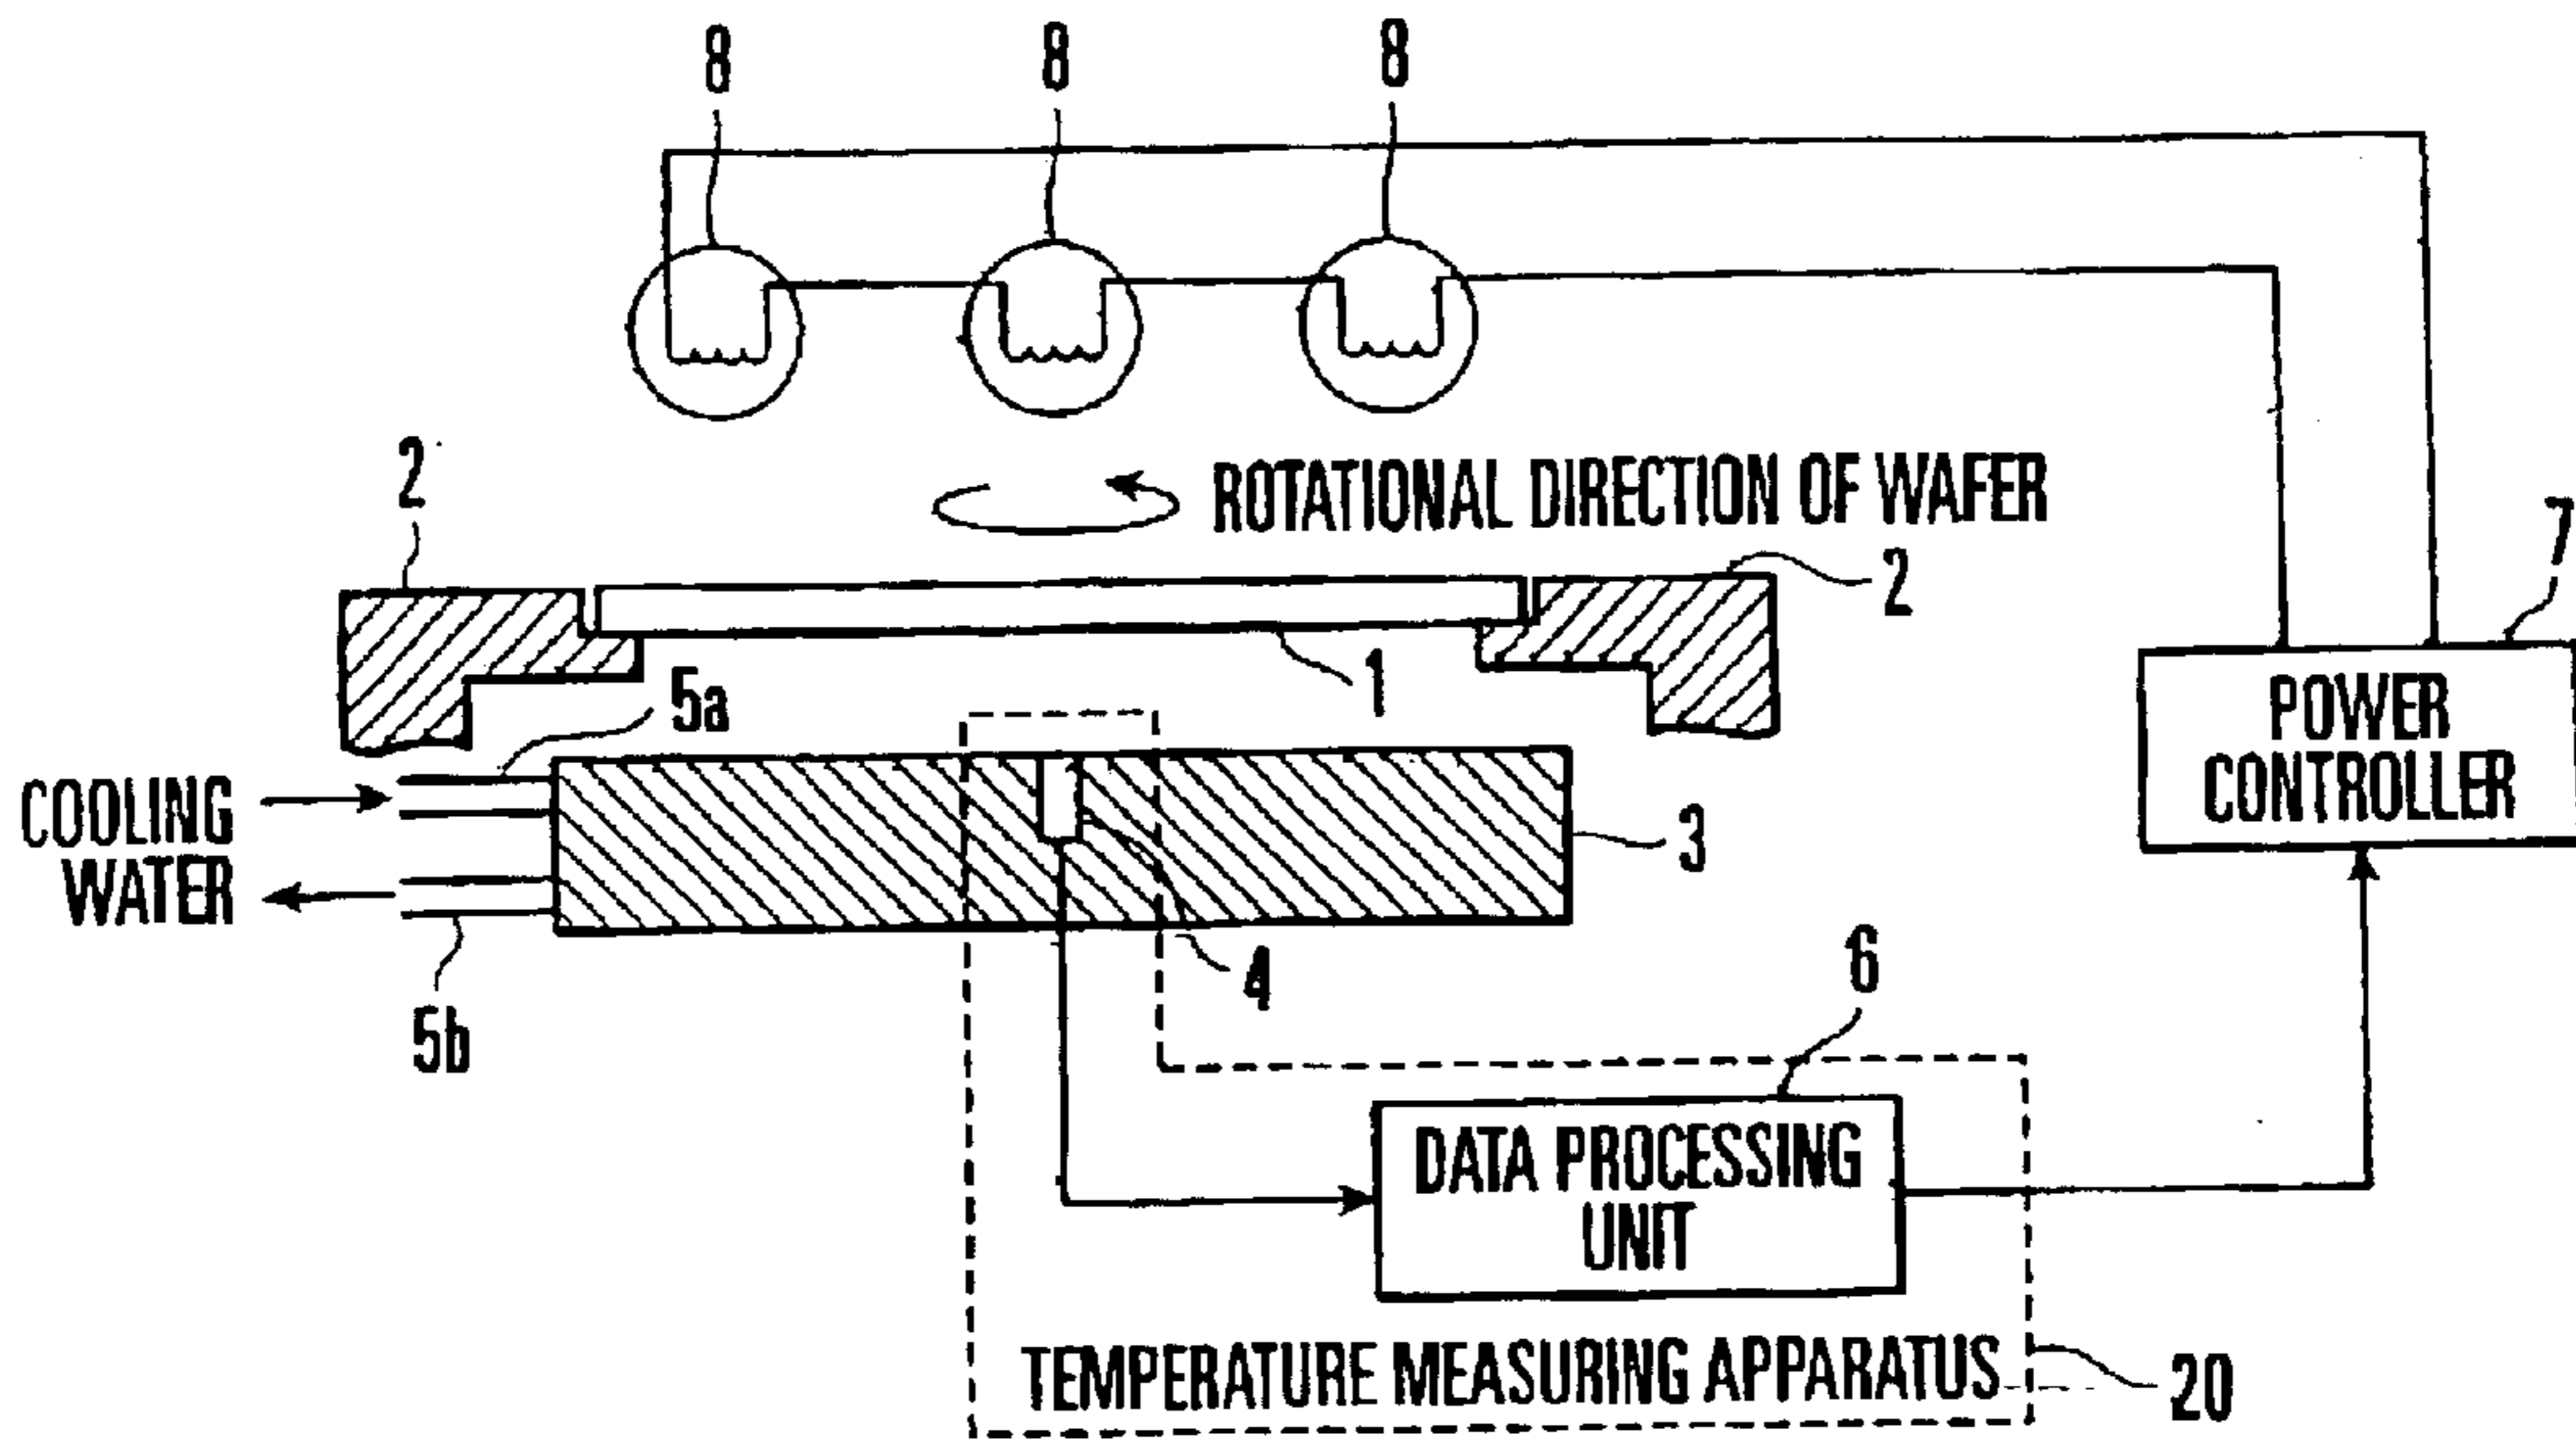 8 8 8
2
ROTATIONAL DIRECTION OF WAFER
2
7
1
5a
POWER
CONTROLLER
COOLING
WATER
3
4
5b
6
DATA PROCESSING
UNIT
TEMPERATURE MEASURING APPARATUS
20